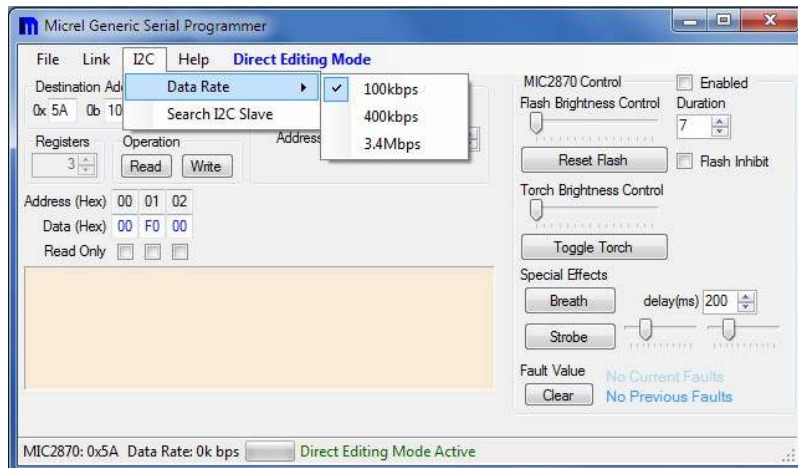 Micrel Generic Serial Programmer
File Link I2C Help Direct Editing Mode
Data Rate
Search I2C Slave
100kbps
400kbps
3.4Mbps
0x 5A 0b 10
Registers
3
Operation
Read Write
Address (Hex) 00 01 02
Data (Hex) 00 F0 00
Read Only
MIC2870 Control Enabled
Flash Brightness Control Duration
7
Reset Flash Flash Inhibit
Torch Brightness Control
Toggle Torch
Special Effects
Breath delay(ms) 200
Strobe
Fault Value No Current Faults
Clear No Previous Faults
MIC2870: 0x5A Data Rate: 0k bps Direct Editing Mode Active